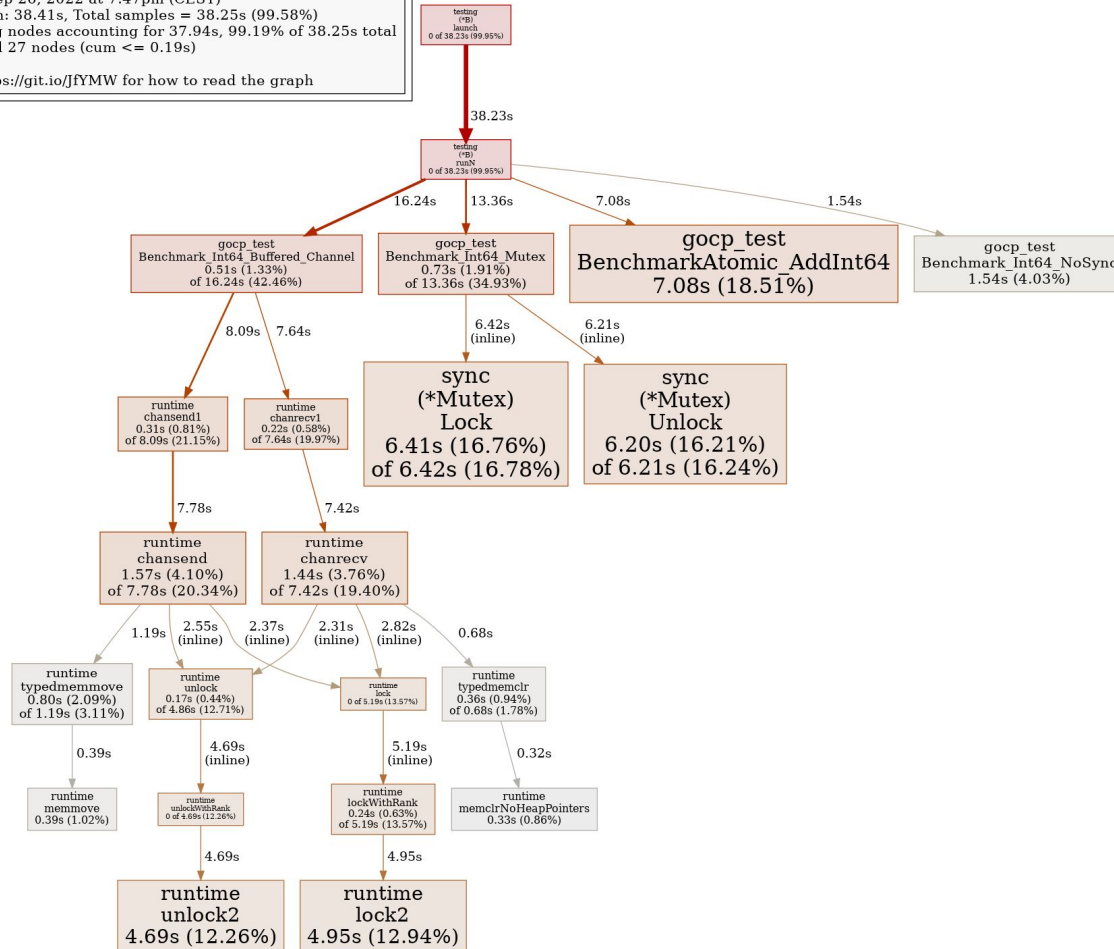 2022 at 7:47pm (CEST)
38.41s, Total samples = 38.25s (99.58%)
nodes accounting for 37.94s, 99.19% of 38.25s total
27 nodes (cum <= 0.19s)
s://git.io/JfYMW for how to read the graph
testing
(*B)
launch
0 of 38.23s (99.95%)
38.23s
testing
(*B)
runN
0 of 38.23s (99.95%)
16.24s
13.36s
7.08s
1.54s
gocp_test
Benchmark_Int64_Buffered_Channel
0.51s (1.33%)
of 16.24s (42.46%)
gocp_test
Benchmark_Int64_Mutex
0.73s (1.91%)
of 13.36s (34.93%)
gocp_test
BenchmarkAtomic_AddInt64
7.08s (18.51%)
gocp_test
Benchmark_Int64_NoSync
1.54s (4.03%)
8.09s
7.64s
6.42s
(inline)
6.21s
(inline)
runtime
chansend1
0.31s (0.81%)
of 8.09s (21.15%)
runtime
chanrecv1
0.22s (0.58%)
of 7.64s (19.97%)
sync
(*Mutex)
Lock
6.41s (16.76%)
of 6.42s (16.78%)
sync
(*Mutex)
Unlock
6.20s (16.21%)
of 6.21s (16.24%)
7.78s
7.42s
runtime
chansend
1.57s (4.10%)
of 7.78s (20.34%)
runtime
chanrecv
1.44s (3.76%)
of 7.42s (19.40%)
1.19s
2.55s
(inline)
2.37s
(inline)
2.31s
(inline)
2.82s
(inline)
0.68s
runtime
typedmemmove
0.80s (2.09%)
of 1.19s (3.11%)
runtime
unlock
0.17s (0.44%)
of 4.86s (12.71%)
runtime
lock
0 of 5.19s (13.57%)
runtime
typedmemclr
0.36s (0.94%)
of 0.68s (1.78%)
0.39s
4.69s
(inline)
5.19s
(inline)
0.32s
runtime
memmove
0.39s (1.02%)
runtime
unlockWithRank
0 of 4.69s (12.26%)
runtime
lockWithRank
0.24s (0.63%)
of 5.19s (13.57%)
runtime
memclrNoHeapPointers
0.33s (0.86%)
4.69s
4.95s
runtime
unlock2
4.69s (12.26%)
runtime
lock2
4.95s (12.94%)